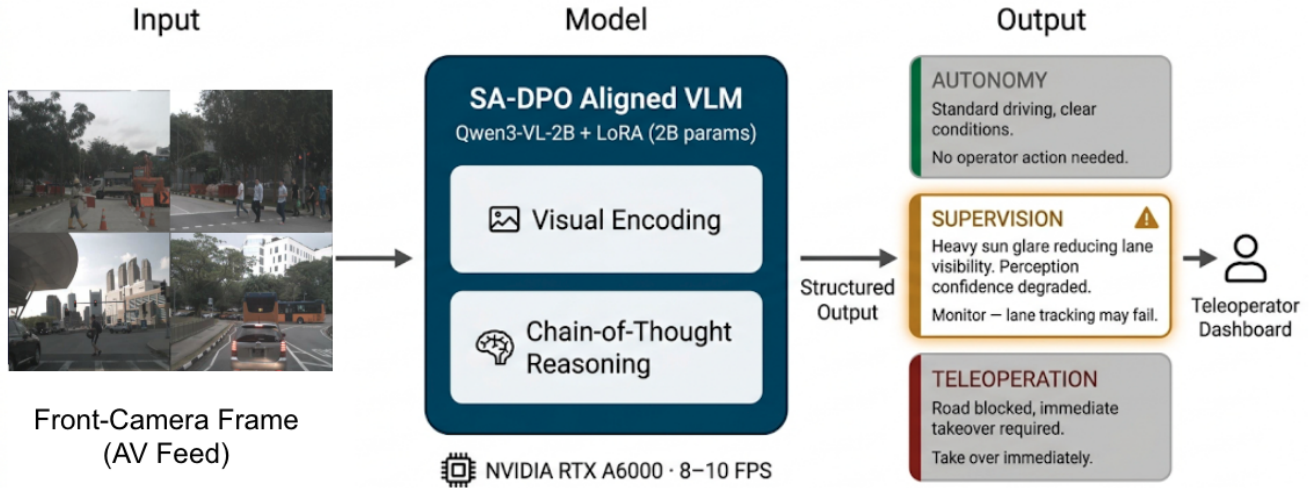 Input
Model
Output
Front-Camera Frame
(AV Feed)
SA-DPO Aligned VLM
Qwen3-VL-2B + LoRA (2B params)
Visual Encoding
Chain-of-Thought
Reasoning
NVIDIA RTX A6000 · 8–10 FPS
Structured
Output
AUTONOMY
Standard driving, clear
conditions.
No operator action needed.
SUPERVISION
Heavy sun glare reducing lane
visibility. Perception
confidence degraded.
Monitor — lane tracking may fail.
TELEOPERATION
Road blocked, immediate
takeover required.
Take over immediately.
Teleoperator
Dashboard